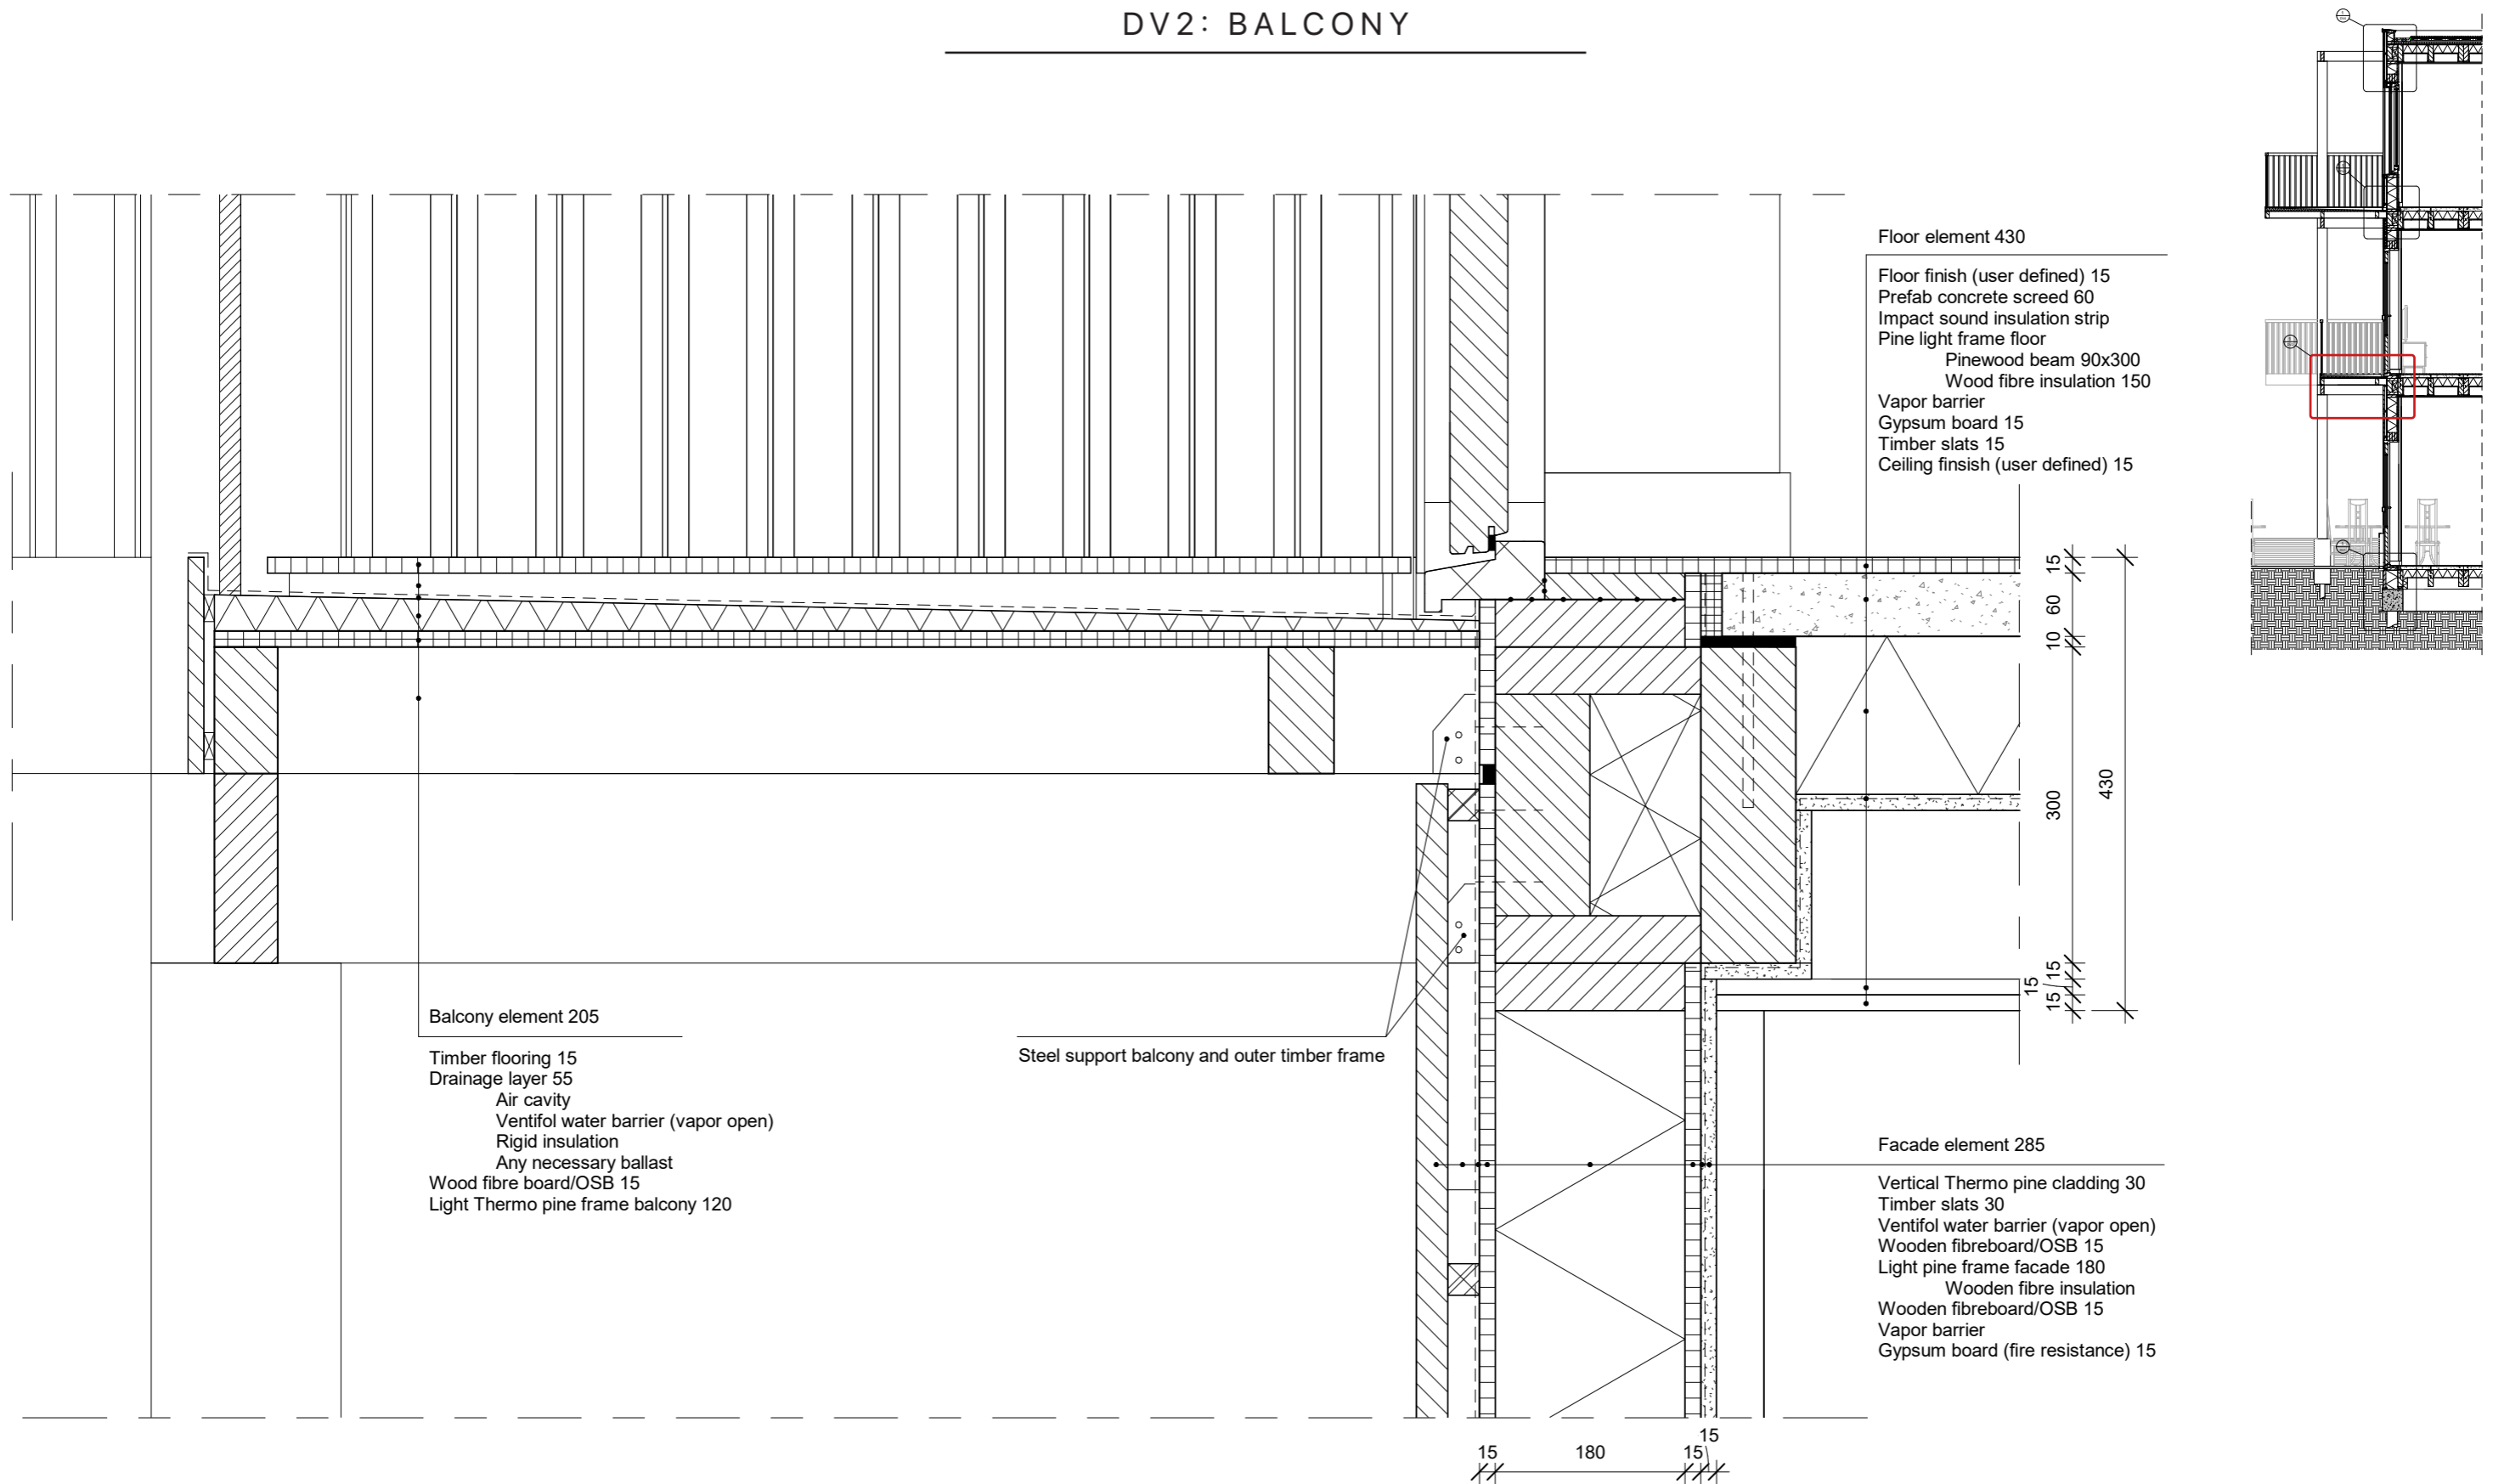 DV2: BALCONY
Floor element 430
Floor finish (user defined) 15
Prefab concrete screed 60
Impact sound insulation strip
Pine light frame floor
Pinewood beam 90x300
Wood fibre insulation 150
Vapor barrier
Gypsum board 15
Timber slats 15
Ceiling finsish (user defined) 15
15
60
10
300
430
15
15
15
Balcony element 205
Timber flooring 15
Drainage layer 55
Air cavity
Ventifol water barrier (vapor open)
Rigid insulation
Any necessary ballast
Wood fibre board/OSB 15
Light Thermo pine frame balcony 120
Steel support balcony and outer timber frame
Facade element 285
Vertical Thermo pine cladding 30
Timber slats 30
Ventifol water barrier (vapor open)
Wooden fibreboard/OSB 15
Light pine frame facade 180
Wooden fibre insulation
Wooden fibreboard/OSB 15
Vapor barrier
Gypsum board (fire resistance) 15
15
180
15
15